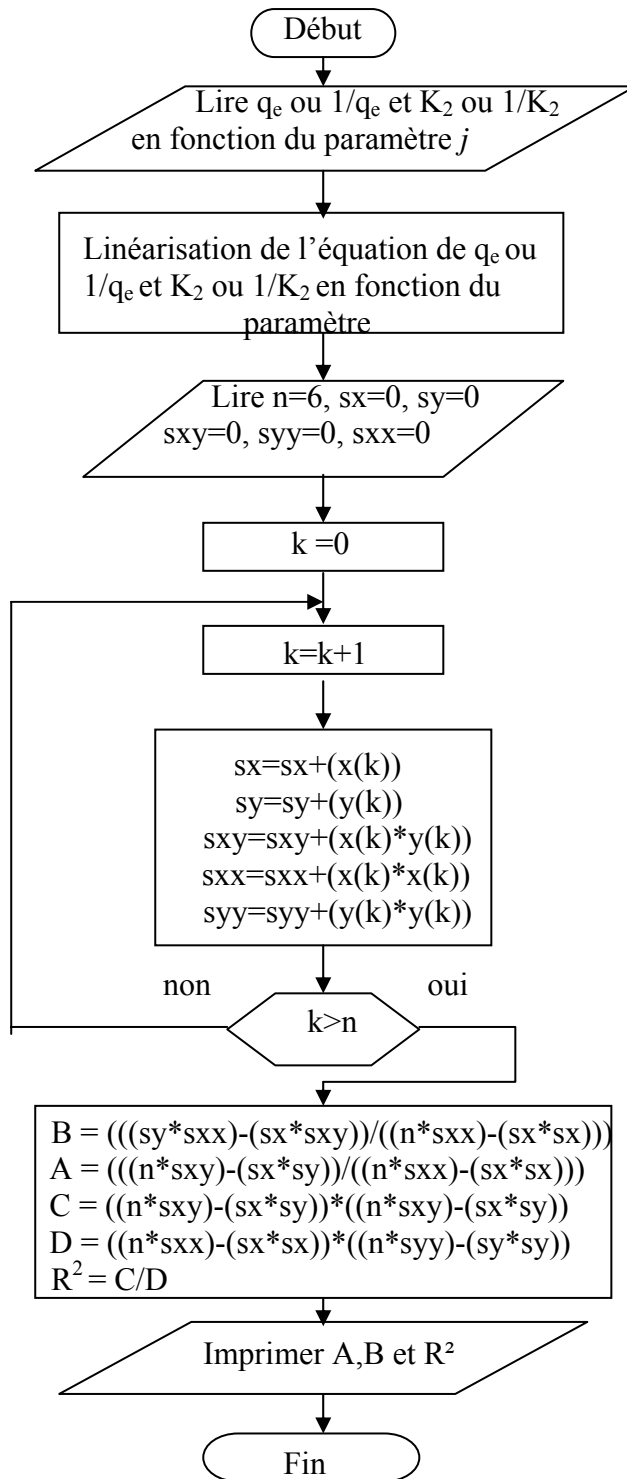 Début
Lire qₑ ou 1/qₑ et K₂ ou 1/K₂
en fonction du paramètre j
Linéarisation de l’équation de qₑ ou
1/qₑ et K₂ ou 1/K₂ en fonction du
paramètre
Lire n=6, sx=0, sy=0
sxy=0, syy=0, sxx=0
k =0
k=k+1
sx=sx+(x(k))
sy=sy+(y(k))
sxy=sxy+(x(k)*y(k))
sxx=sxx+(x(k)*x(k))
syy=syy+(y(k)*y(k))
non oui
k>n
B = (((sy*sxx)-(sx*sxy))/((n*sxx)-(sx*sx)))
A = (((n*sxy)-(sx*sy))/((n*sxx)-(sx*sx)))
C = ((n*sxy)-(sx*sy))*((n*sxy)-(sx*sy))
D = ((n*sxx)-(sx*sx))*((n*syy)-(sy*sy))
R² = C/D
Imprimer A,B et R²
Fin